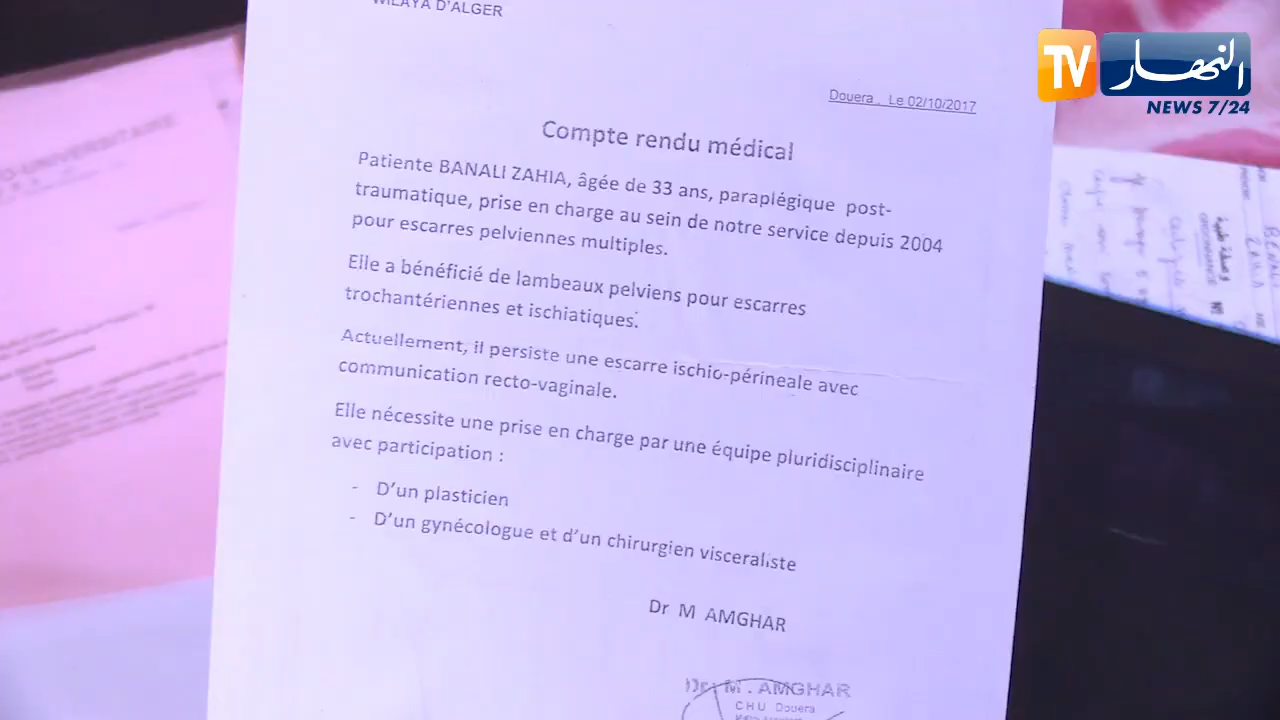 WILAYA D'ALGER
TV النهار
NEWS 7/24
Douera , Le 02/10/2017
Compte rendu médical
Patiente BANALI ZAHIA, âgée de 33 ans, paraplégique post-
traumatique, prise en charge au sein de notre service depuis 2004
pour escarres pelviennes multiples.
Elle a bénéficié de lambeaux pelviens pour escarres
trochantériennes et ischiatiques.
Actuellement, il persiste une escarre ischio-périneale avec
communication recto-vaginale.
Elle nécessite une prise en charge par une équipe pluridisciplinaire
avec participation :
- D'un plasticien
- D'un gynécologue et d'un chirurgien visceraliste
Dr M AMGHAR
Dr M . AMGHAR
CHU Douera
وصفة طبية
ORDONNANCE